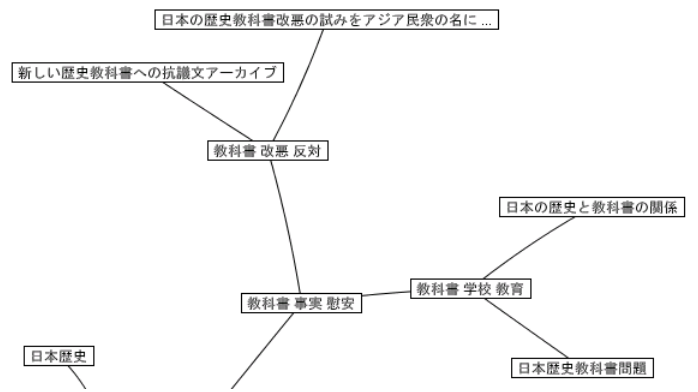 日本の歴史教科書改悪の試みをアジア民衆の名に ...
新しい歴史教科書への抗議文アーカイブ
教科書 改悪 反対
日本の歴史と教科書の関係
教科書 学校 教育
教科書 事実 慰安
日本歴史
日本歴史教科書問題